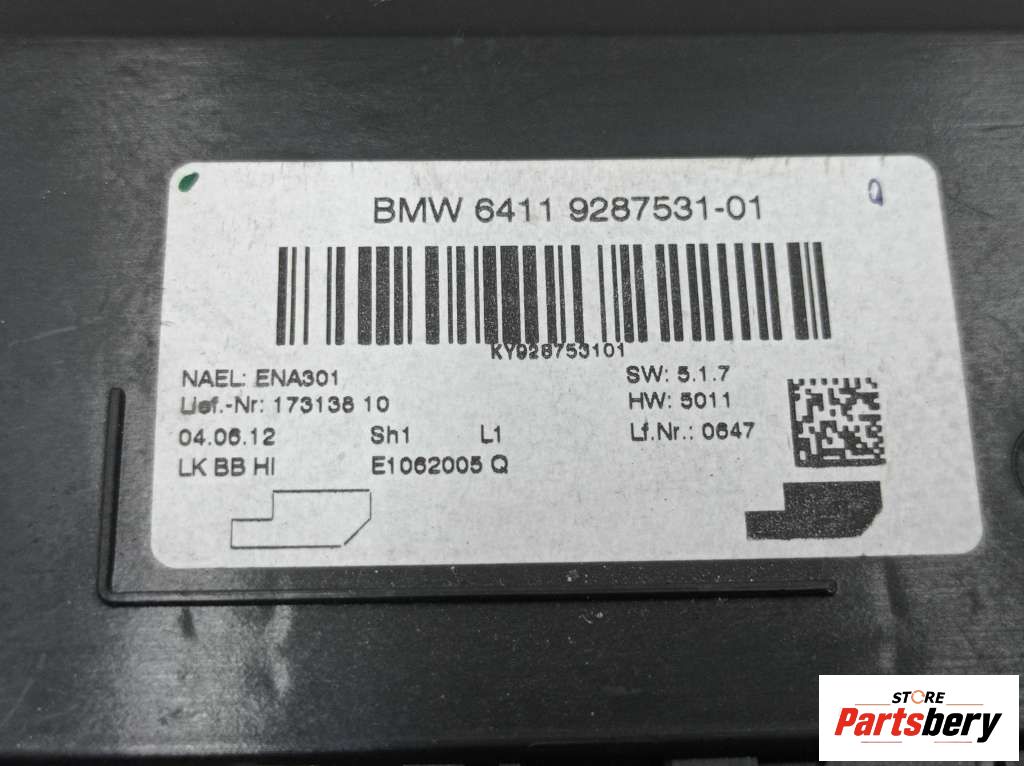 BMW 6411 9287531-01
KY928753101
NAEL: ENA301
SW: 5.1.7
Lief.-Nr: 173138 10
HW: 5011
04.06.12 Sh1 L1
Lf.Nr.: 0647
LK BB HI E1062005 Q
STORE
Partsbery